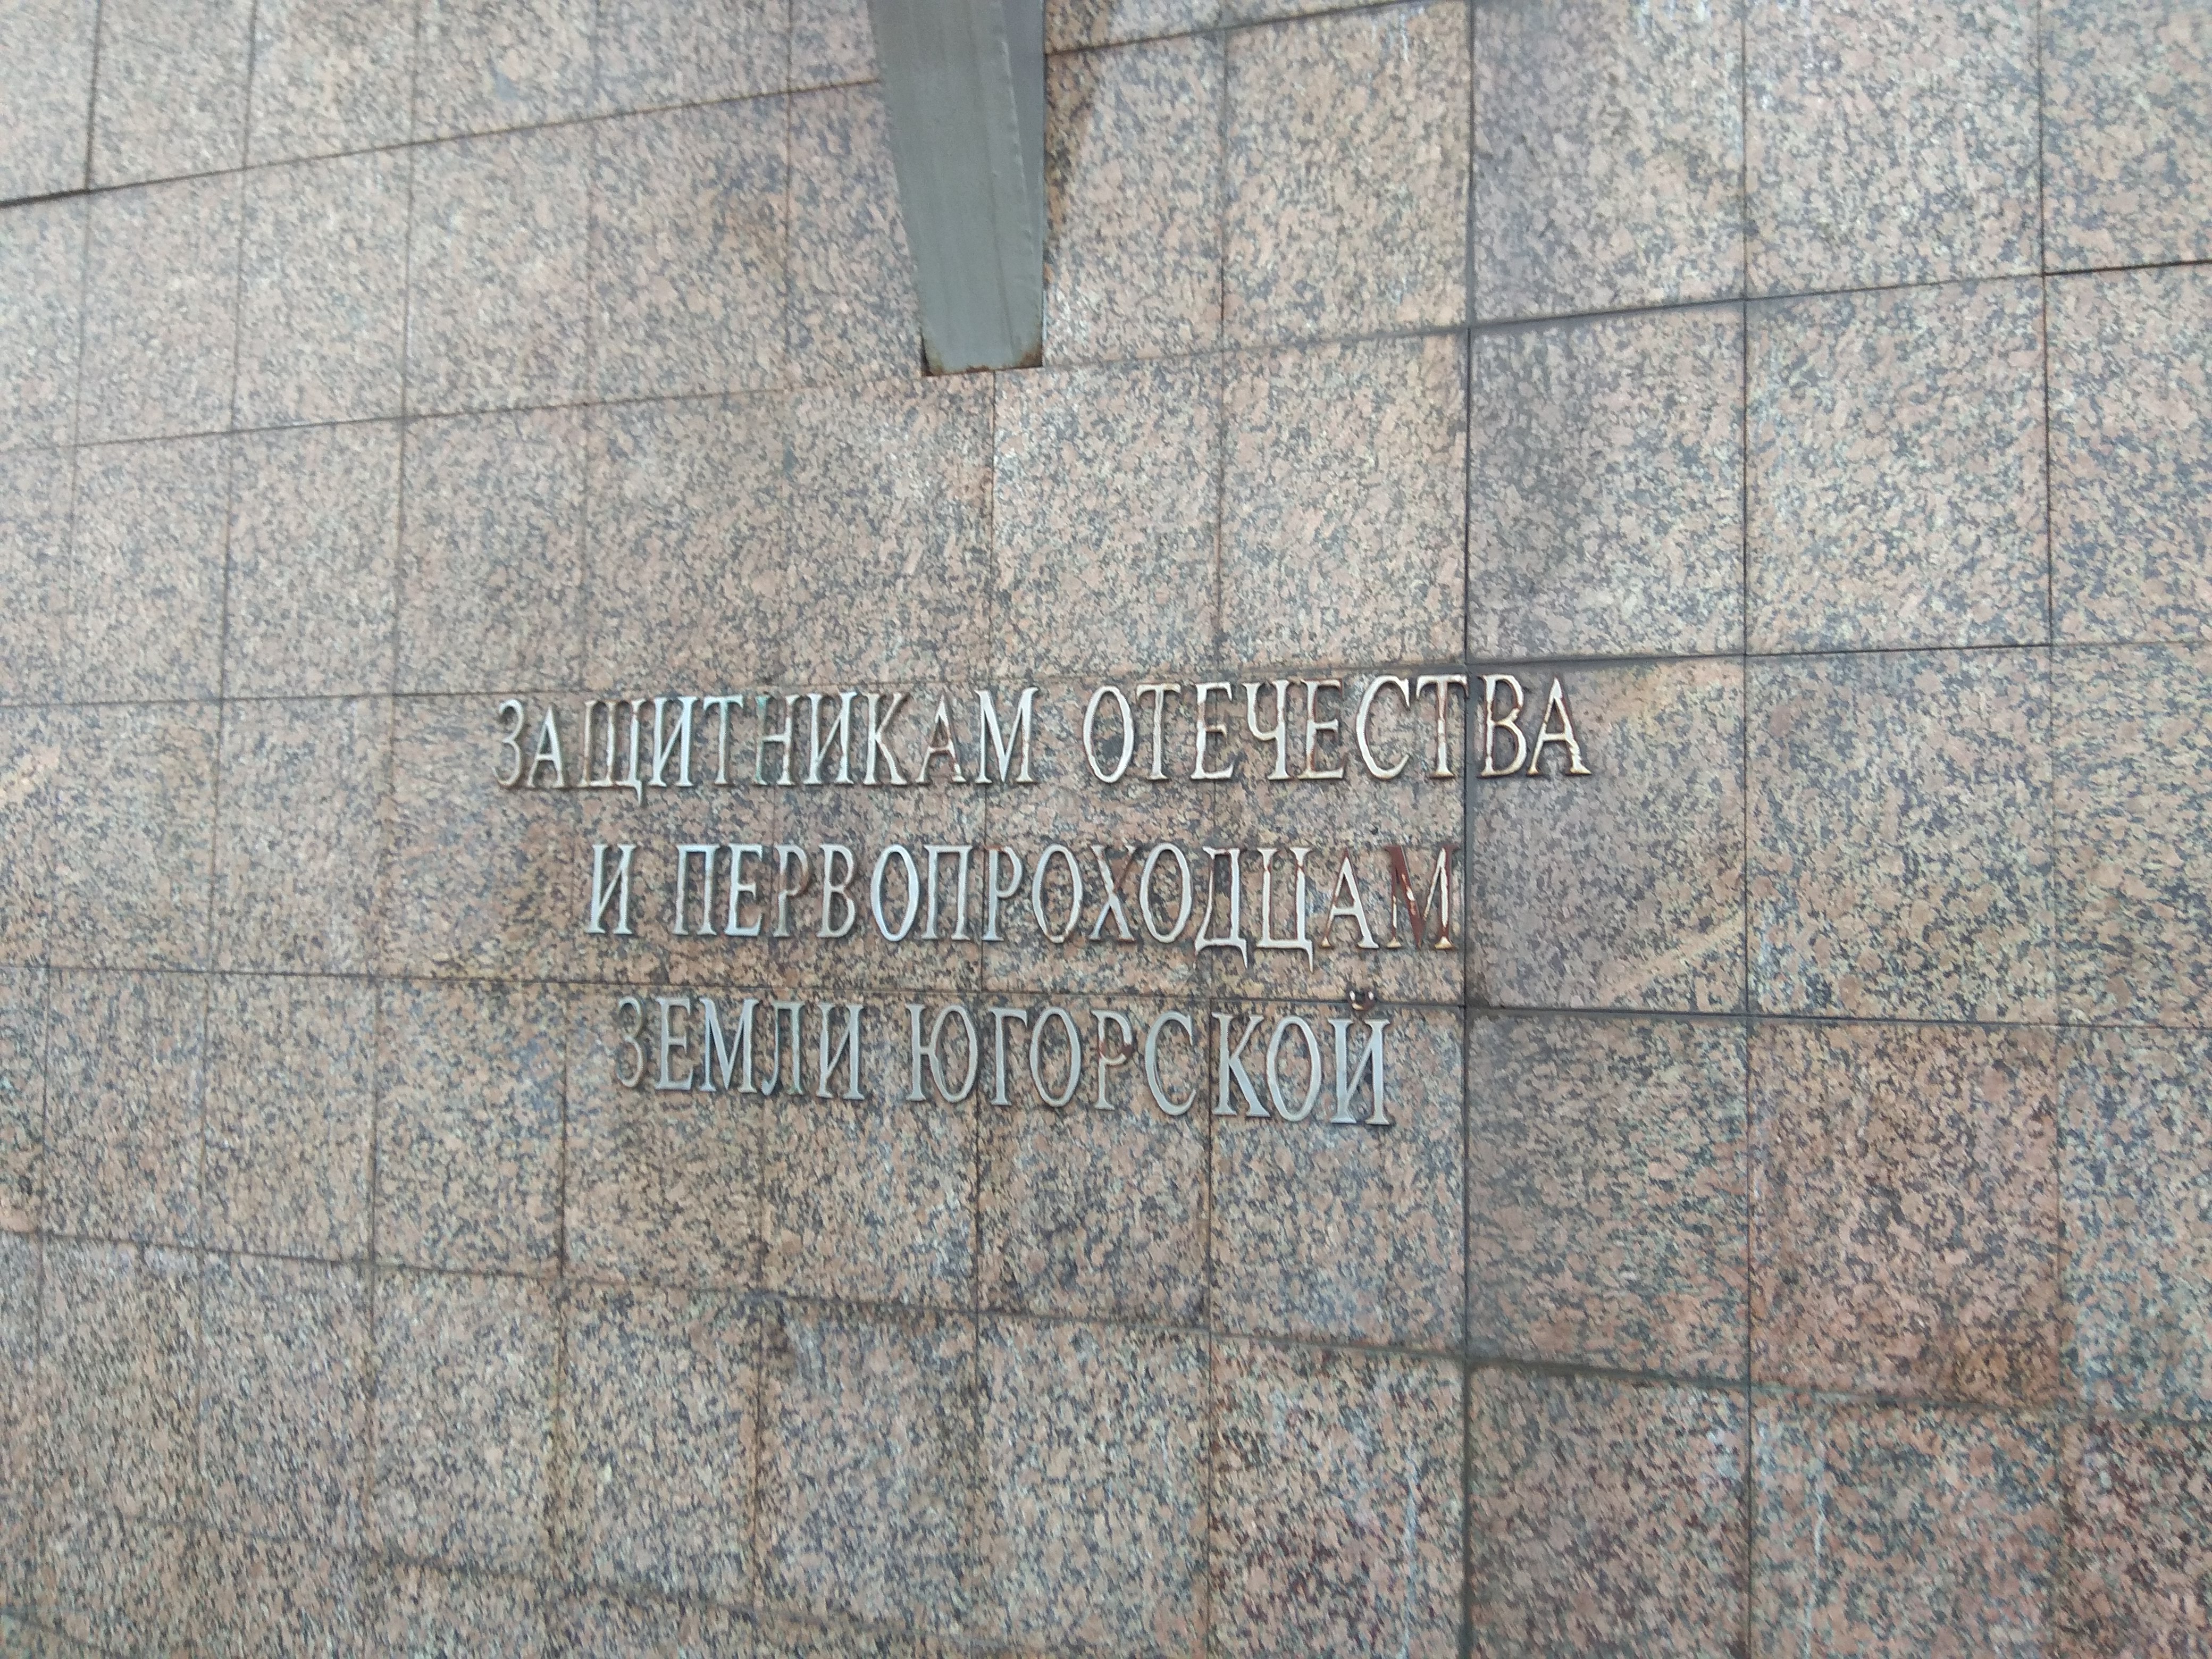 ЗАЩИТНИКАМ ОТЕЧЕСТВА
И ПЕРВОПРОХОДЦАМ
ЗЕМЛИ ЮГОРСКОЙ